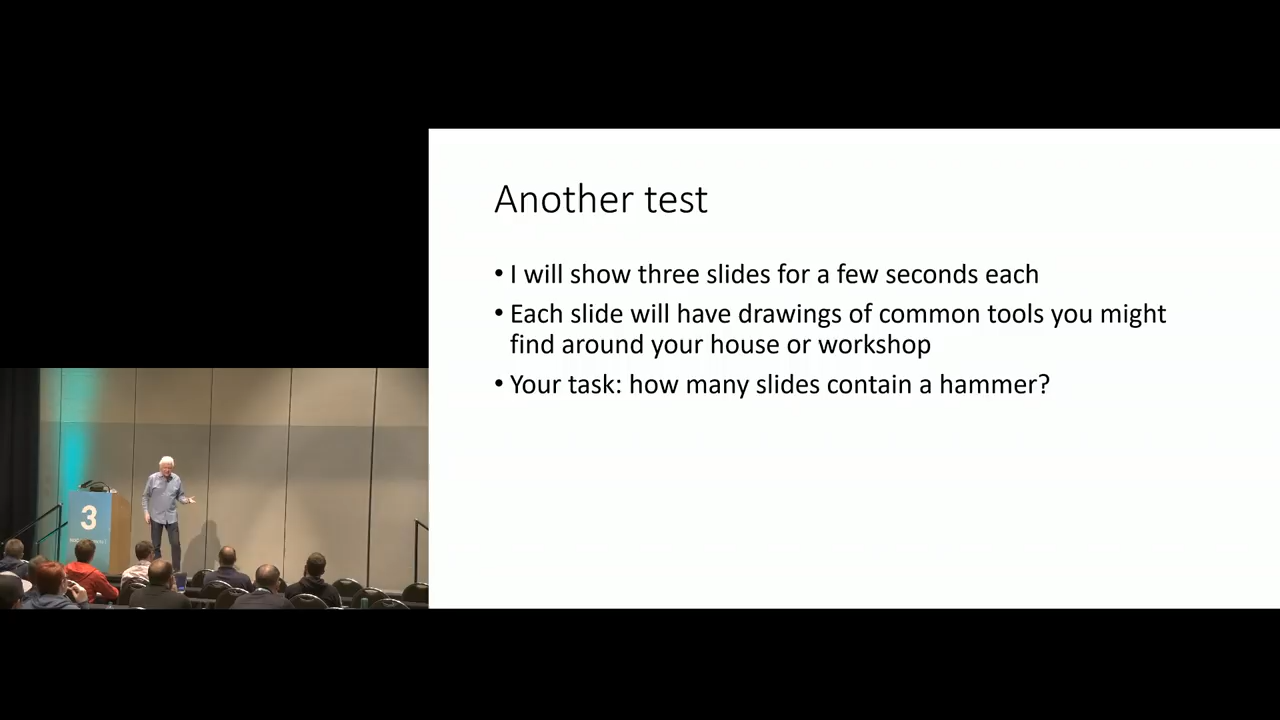 Another test
• I will show three slides for a few seconds each
• Each slide will have drawings of common tools you might
find around your house or workshop
• Your task: how many slides contain a hammer?
3